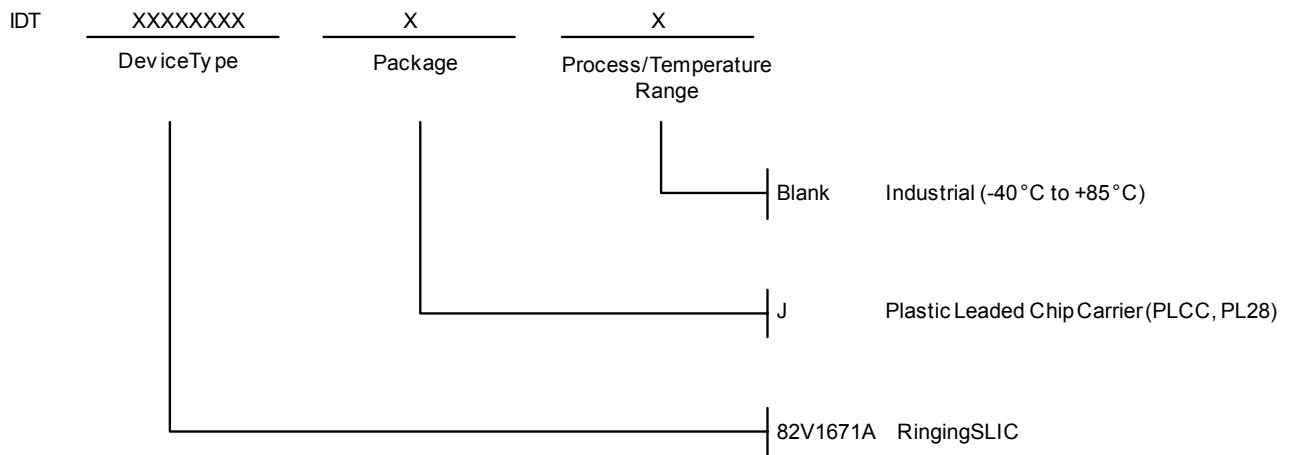 IDT XXXXXXXX X X
DeviceType Package Process/Temperature
Range
Blank Industrial (-40°C to +85°C)
J Plastic Leaded Chip Carrier (PLCC, PL28)
82V1671A RingingSLIC